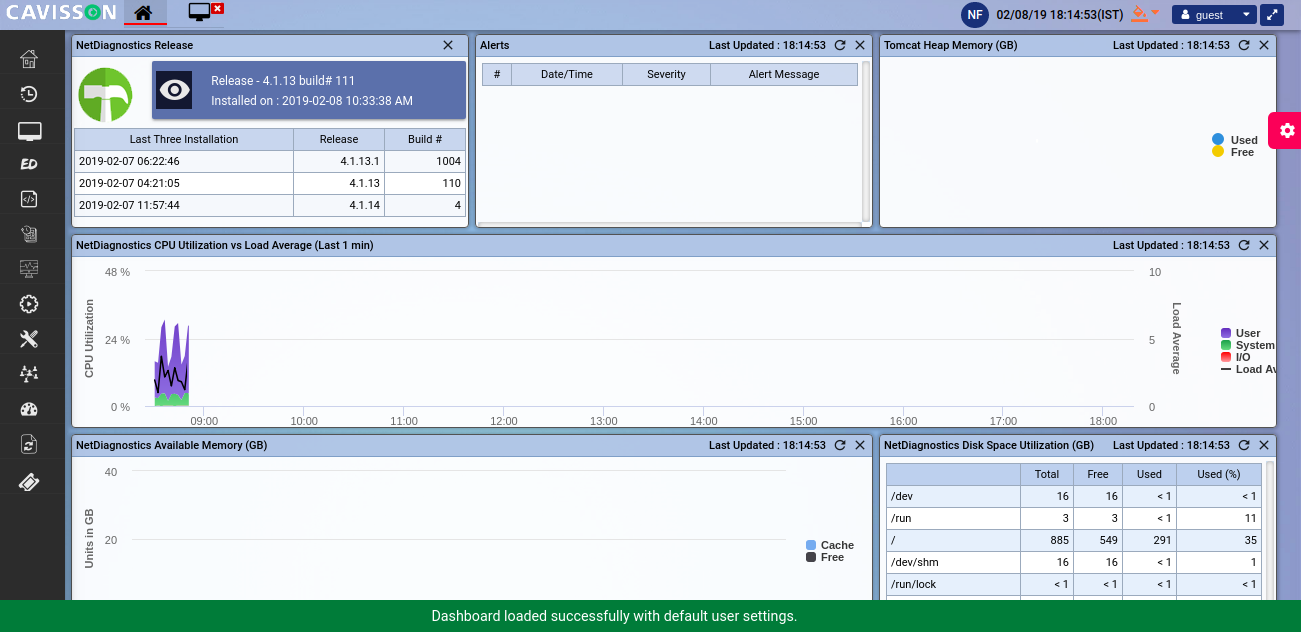 CAVISSON
NF 02/08/19 18:14:53(IST) guest
NetDiagnostics Release
Release - 4.1.13 build# 111
Installed on : 2019-02-08 10:33:38 AM
Last Three Installation Release Build #
2019-02-07 06:22:46 4.1.13.1 1004
2019-02-07 04:21:05 4.1.13 110
2019-02-07 11:57:44 4.1.14 4
Alerts Last Updated : 18:14:53
# Date/Time Severity Alert Message
Tomcat Heap Memory (GB) Last Updated : 18:14:53
Used
Free
ED
NetDiagnostics CPU Utilization vs Load Average (Last 1 min) Last Updated : 18:14:53
CPU Utilization
48 %
24 %
0 %
10
5
0
Load Average
User
System
I/O
Load Av
09:00 10:00 11:00 12:00 13:00 14:00 15:00 16:00 17:00 18:00
NetDiagnostics Available Memory (GB) Last Updated : 18:14:53
Units in GB
40
20
Cache
Free
NetDiagnostics Disk Space Utilization (GB) Last Updated : 18:14:53
Total Free Used Used (%)
/dev 16 16 < 1 < 1
/run 3 3 < 1 11
/ 885 549 291 35
/dev/shm 16 16 < 1 1
/run/lock < 1 < 1 < 1 < 1
Dashboard loaded successfully with default user settings.